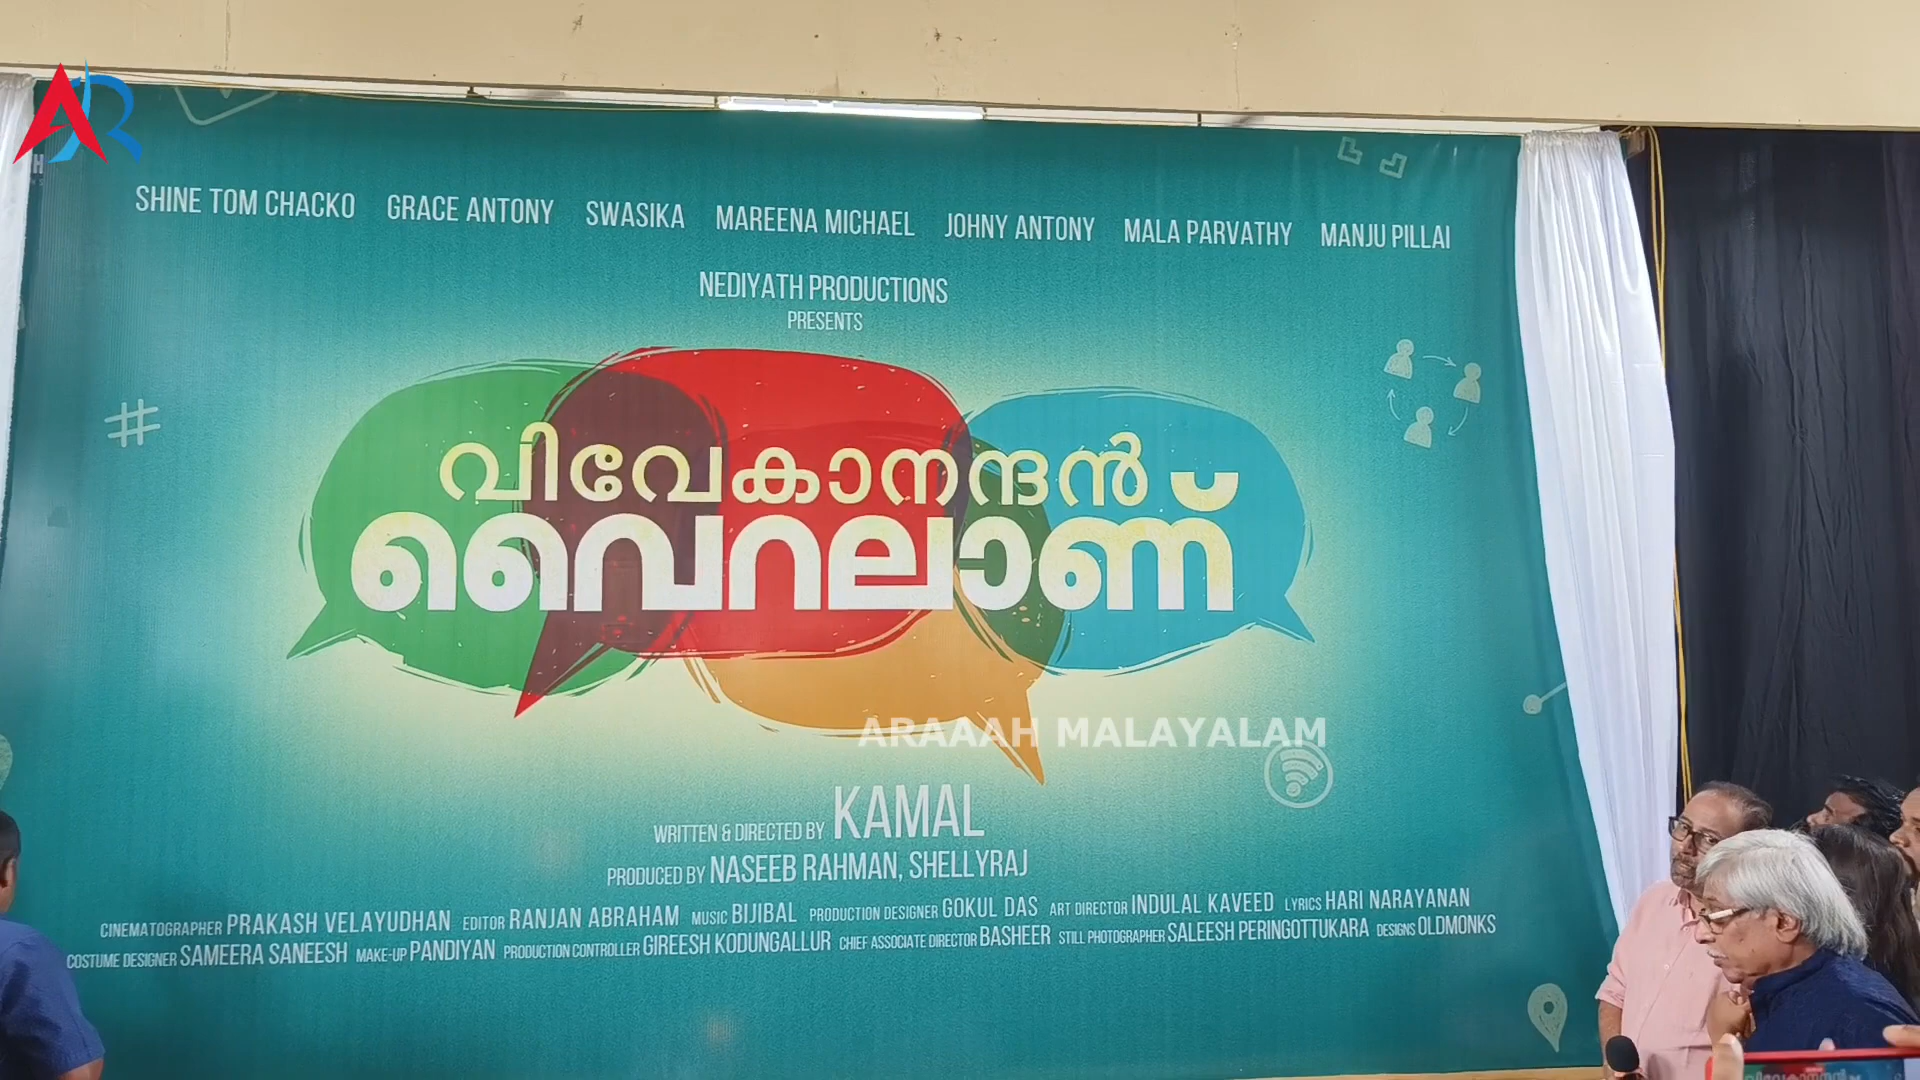 SHINE TOM CHACKO GRACE ANTONY SWASIKA MAREENA MICHAEL JOHNY ANTONY MALA PARVATHY MANJU PILLAI
NEDIYATH PRODUCTIONS
PRESENTS
വിവേകാനന്ദൻ
വൈറലാണ്
ARAAAH MALAYALAM
WRITTEN & DIRECTED BY KAMAL
PRODUCED BY NASEEB RAHMAN, SHELLYRAJ
CINEMATOGRAPHER PRAKASH VELAYUDHAN EDITOR RANJAN ABRAHAM MUSIC BIJIBAL PRODUCTION DESIGNER GOKUL DAS ART DIRECTOR INDULAL KAVEED LYRICS HARI NARAYANAN
COSTUME DESIGNER SAMEERA SANEESH MAKE-UP PANDIYAN PRODUCTION CONTROLLER GIREESH KODUNGALLUR CHIEF ASSOCIATE DIRECTOR BASHEER STILL PHOTOGRAPHER SALEESH PERINGOTTUKARA DESIGNS OLDMONKS